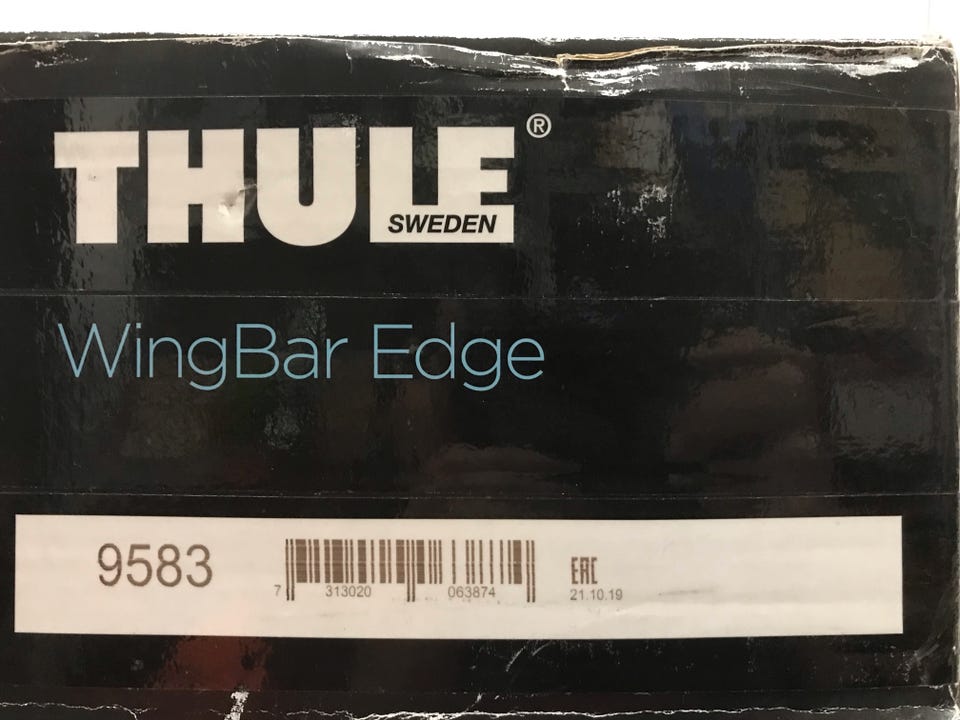 THULE®
SWEDEN
WingBar Edge
9583
7 313020 063874
EAC
21.10.19